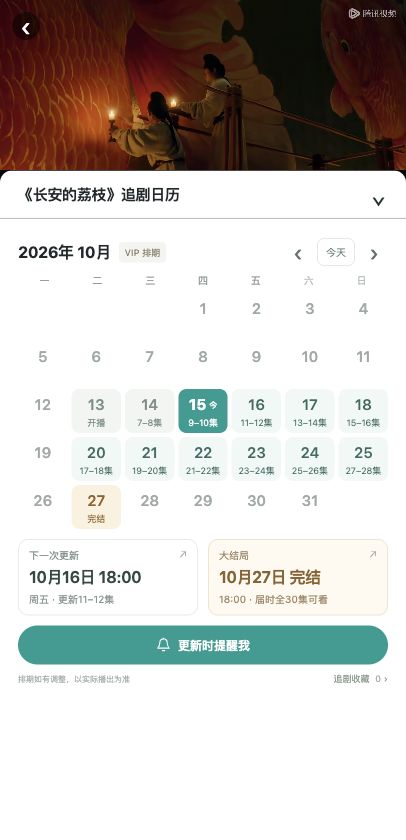 腾讯视频
《长安的荔枝》追剧日历
2026年 10月 VIP 排期 今天
一 二 三 四 五 六 日
1 2 3 4
5 6 7 8 9 10 11
12 13 14 15 今 16 17 18
开播 7-8集 9-10集 11-12集 13-14集 15-16集
19 20 21 22 23 24 25
17-18集 19-20集 21-22集 23-24集 25-26集 27-28集
26 27 28 29 30 31
完结
下一次更新 大结局
10月16日 18:00 10月27日 完结
周五 · 更新11-12集 18:00 · 届时全30集可看
更新时提醒我
排期如有调整，以实际播出为准 追剧收藏 0